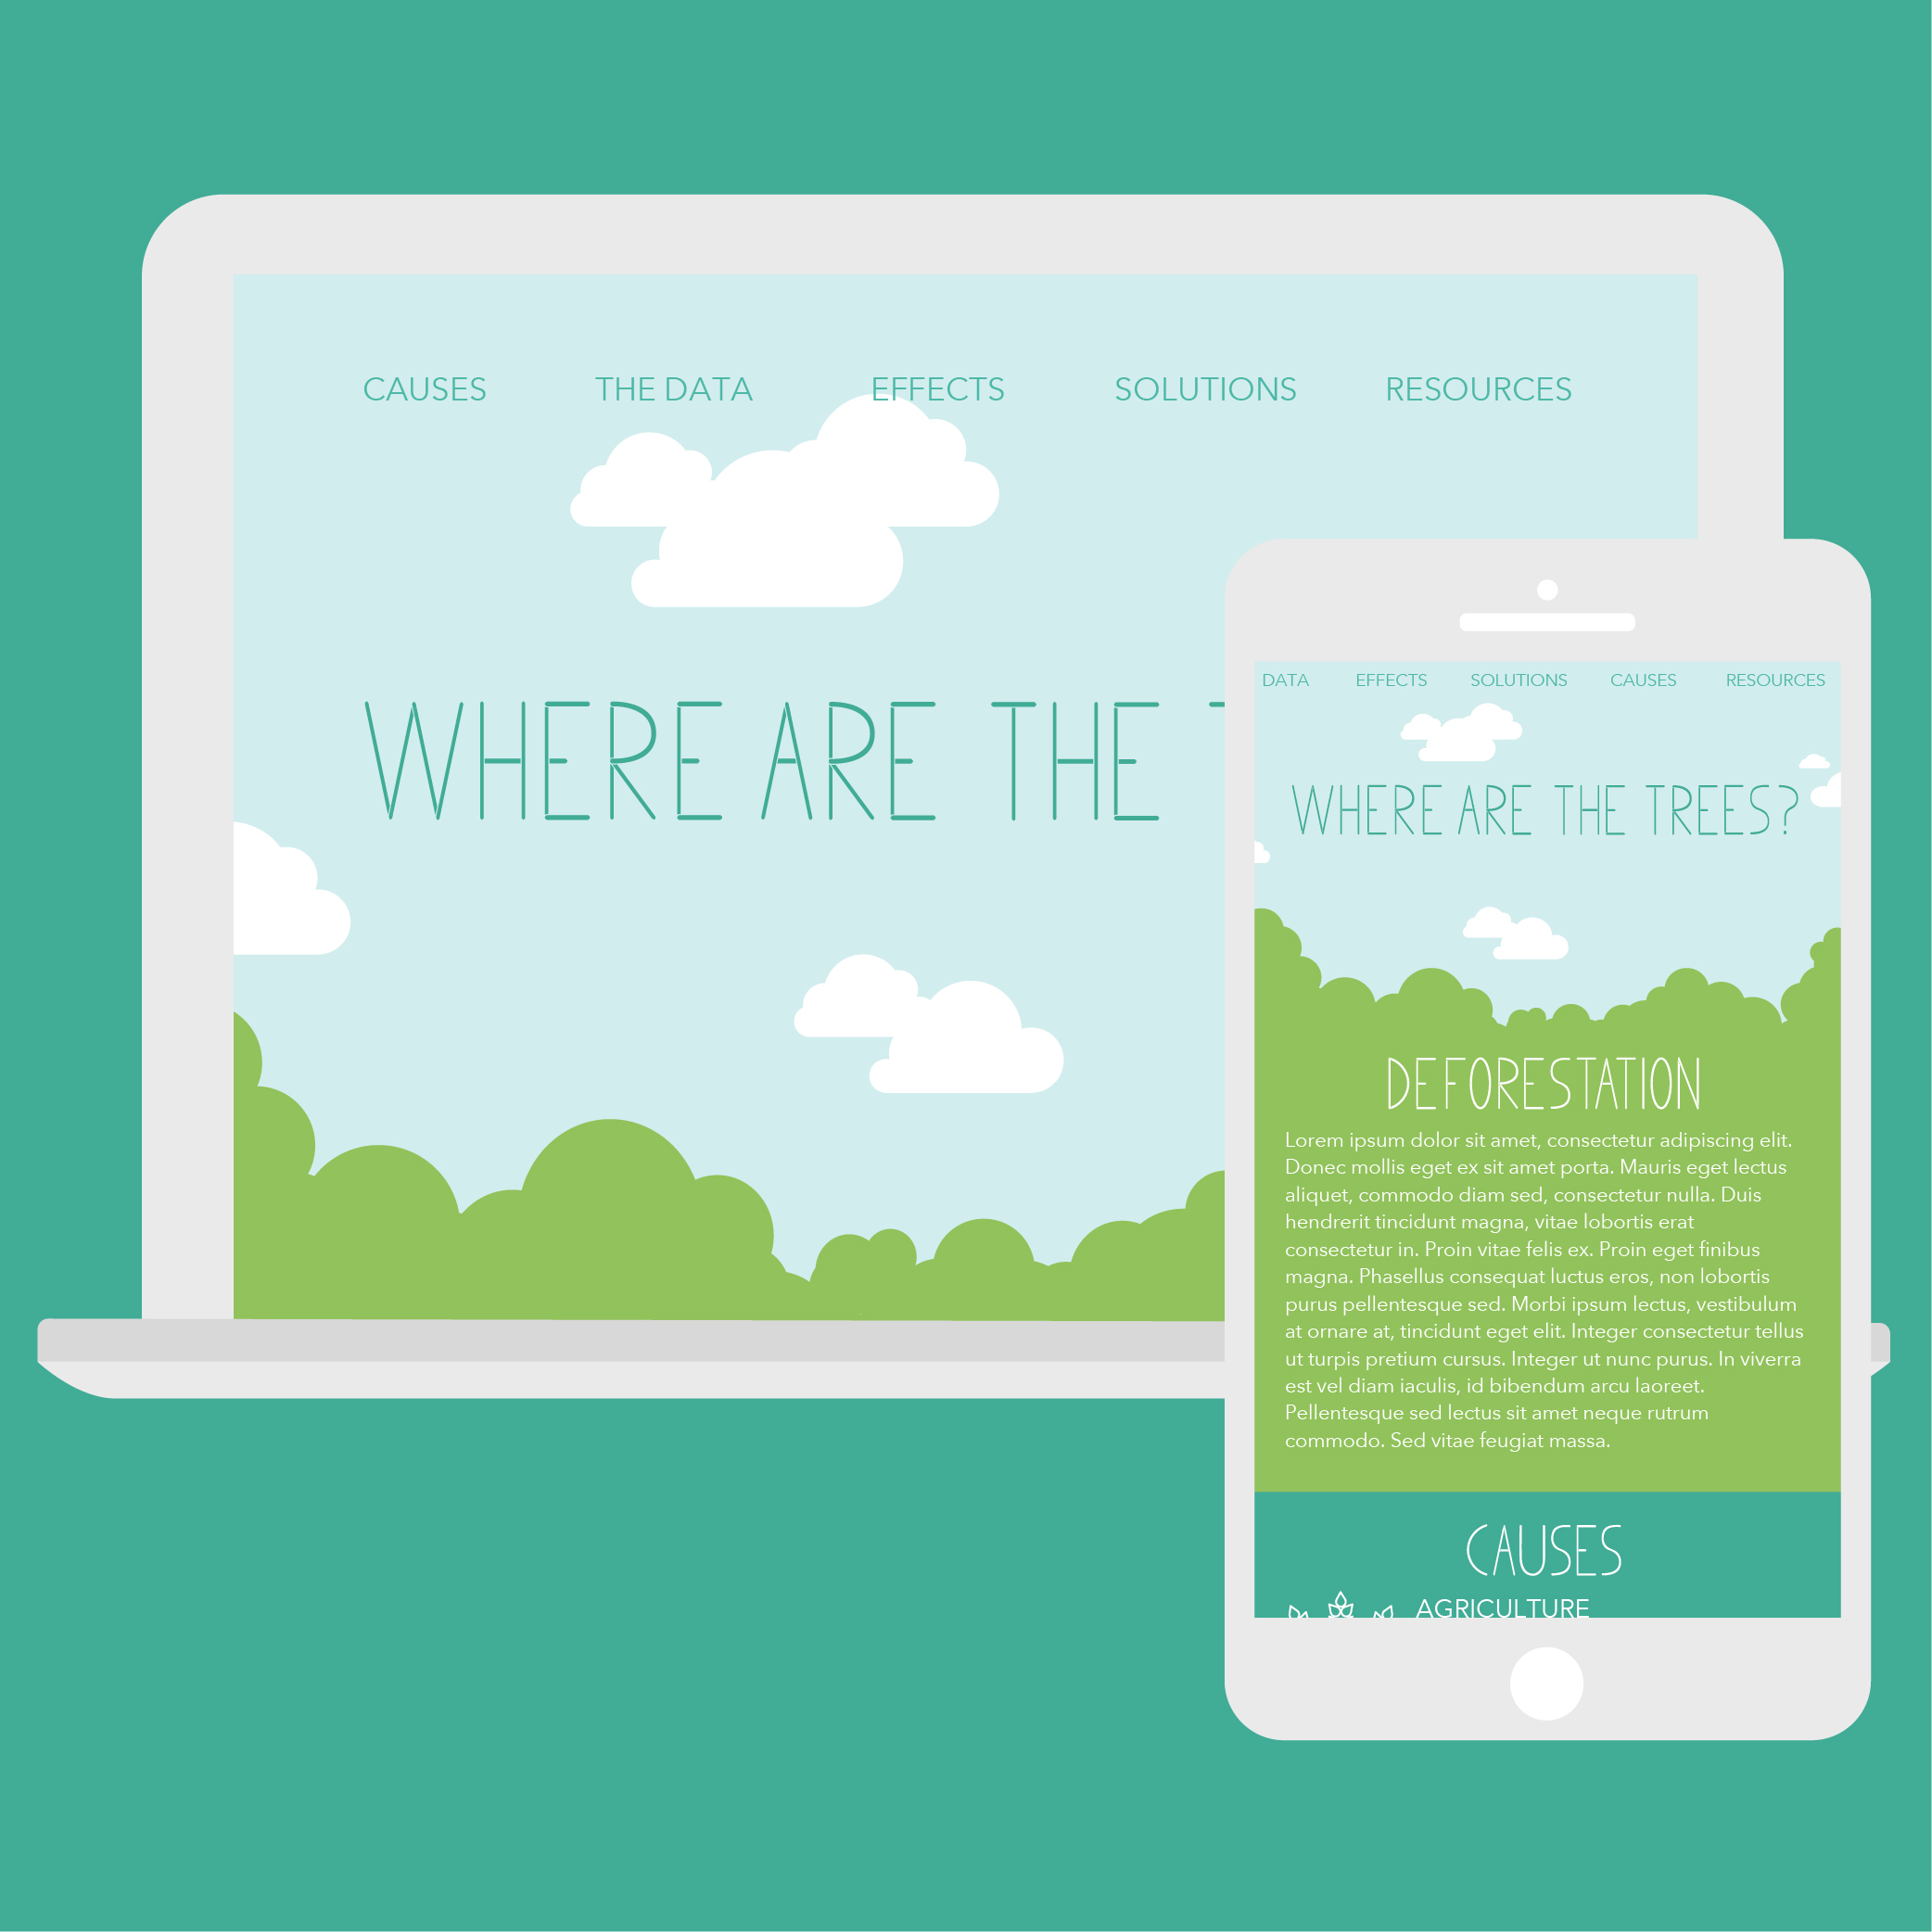 CAUSES THE DATA EFFECTS SOLUTIONS RESOURCES
WHERE ARE THE
DATA EFFECTS SOLUTIONS CAUSES RESOURCES
WHERE ARE THE TREES?
DEFORESTATION
Lorem ipsum dolor sit amet, consectetur adipiscing elit.
Donec mollis eget ex sit amet porta. Mauris eget lectus
aliquet, commodo diam sed, consectetur nulla. Duis
hendrerit tincidunt magna, vitae lobortis erat
consectetur in. Proin vitae felis ex. Proin eget finibus
magna. Phasellus consequat luctus eros, non lobortis
purus pellentesque sed. Morbi ipsum lectus, vestibulum
at ornare at, tincidunt eget elit. Integer consectetur tellus
ut turpis pretium cursus. Integer ut nunc purus. In viverra
est vel diam iaculis, id bibendum arcu laoreet.
Pellentesque sed lectus sit amet neque rutrum
commodo. Sed vitae feugiat massa.
CAUSES
AGRICULTURE